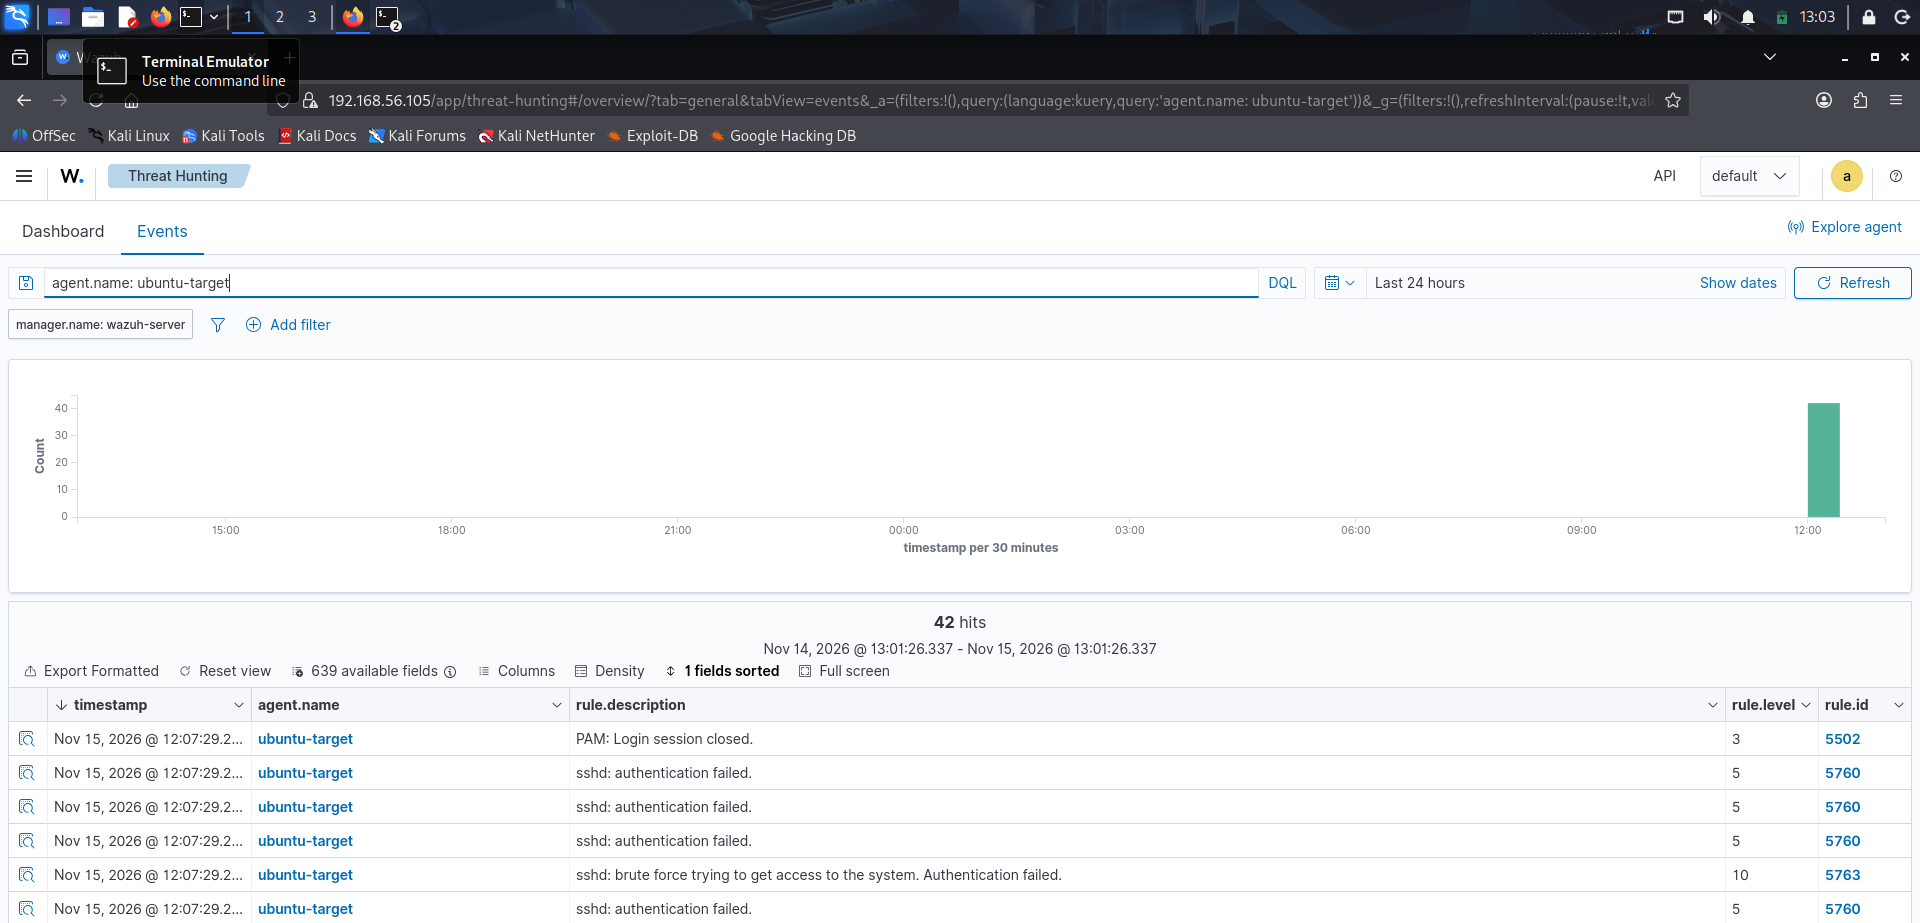 1 2 3 2 13:03
Terminal Emulator
Use the command line
192.168.56.105/app/threat-hunting#/overview/?tab=general&tabView=events&_a=(filters:!(),query:(language:kuery,query:'agent.name: ubuntu-target'))&_g=(filters:!(),refreshInterval:(pause:!t,val
OffSec Kali Linux Kali Tools Kali Docs Kali Forums Kali NetHunter Exploit-DB Google Hacking DB
W. Threat Hunting API default a
Dashboard Events Explore agent
agent.name: ubuntu-target DQL Last 24 hours Show dates Refresh
manager.name: wazuh-server Add filter
Count
40
30
20
10
0
15:00 18:00 21:00 00:00 03:00 06:00 09:00 12:00
timestamp per 30 minutes
42 hits
Nov 14, 2026 @ 13:01:26.337 - Nov 15, 2026 @ 13:01:26.337
Export Formatted Reset view 639 available fields Columns Density 1 fields sorted Full screen
timestamp agent.name rule.description rule.level rule.id
Nov 15, 2026 @ 12:07:29.2... ubuntu-target PAM: Login session closed. 3 5502
Nov 15, 2026 @ 12:07:29.2... ubuntu-target sshd: authentication failed. 5 5760
Nov 15, 2026 @ 12:07:29.2... ubuntu-target sshd: authentication failed. 5 5760
Nov 15, 2026 @ 12:07:29.2... ubuntu-target sshd: authentication failed. 5 5760
Nov 15, 2026 @ 12:07:29.2... ubuntu-target sshd: brute force trying to get access to the system. Authentication failed. 10 5763
Nov 15, 2026 @ 12:07:29.2... ubuntu-target sshd: authentication failed. 5 5760